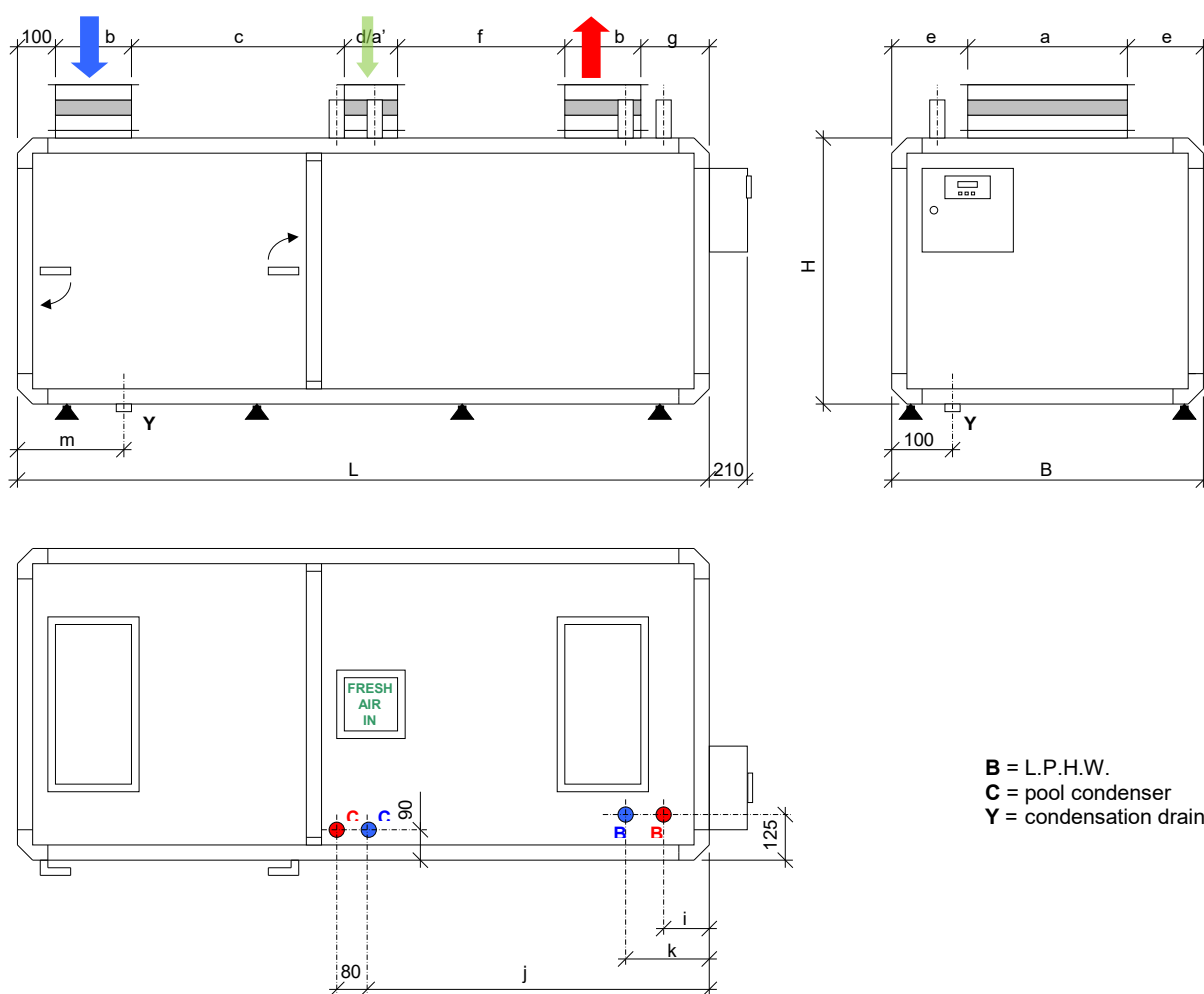 100 b c d/a’ f b g
e a e
H
Y
Y
m
100
L 210
B
FRESH
AIR
IN
C C
90
B B
125
B = L.P.H.W.
C = pool condenser
Y = condensation drain
i
k
80 j